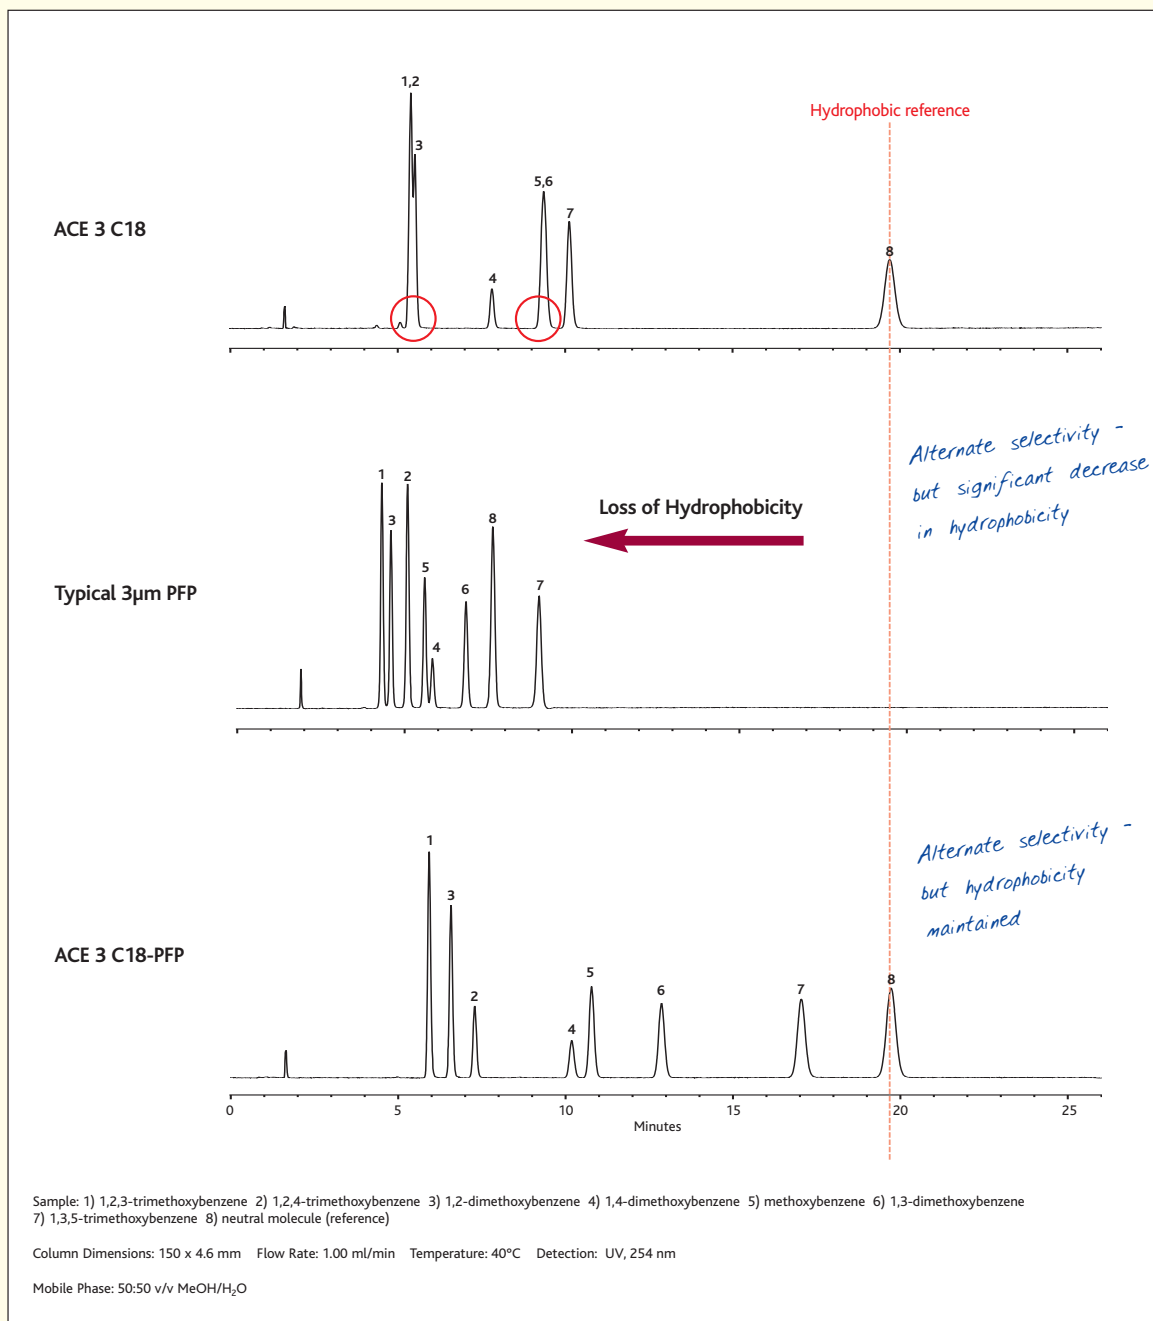 1,2
3
5,6
7
4
8
Hydrophobic reference
ACE 3 C18
Alternate selectivity -
but significant decrease
in hydrophobicity
1
3
2
5
4
6
8
7
Loss of Hydrophobicity
Typical 3µm PFP
Alternate selectivity -
but hydrophobicity
maintained
1
3
2
4
5
6
7
8
ACE 3 C18-PFP
0 5 10 15 20 25
Minutes
Sample: 1) 1,2,3-trimethoxybenzene 2) 1,2,4-trimethoxybenzene 3) 1,2-dimethoxybenzene 4) 1,4-dimethoxybenzene 5) methoxybenzene 6) 1,3-dimethoxybenzene
7) 1,3,5-trimethoxybenzene 8) neutral molecule (reference)
Column Dimensions: 150 x 4.6 mm Flow Rate: 1.00 ml/min Temperature: 40°C Detection: UV, 254 nm
Mobile Phase: 50:50 v/v MeOH/H₂O